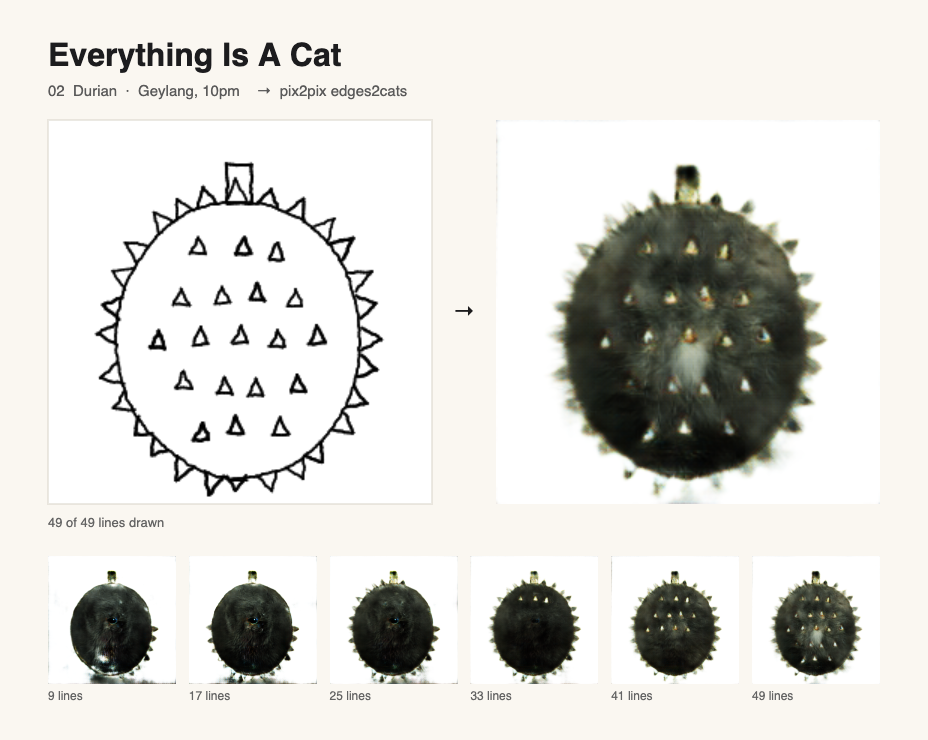 Everything Is A Cat
02 Durian · Geylang, 10pm → pix2pix edges2cats
→
49 of 49 lines drawn
9 lines
17 lines
25 lines
33 lines
41 lines
49 lines